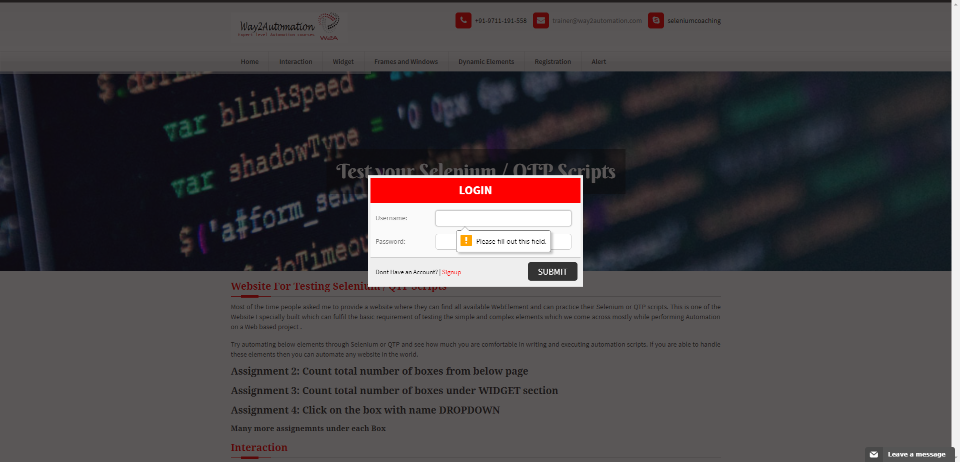 Way2Automation
+91-9711-191-558
trainer@way2automation.com
seleniumcoaching
Home
Interaction
Widget
Frames and Windows
Dynamic Elements
Registration
Alert
var blinkSpeed
var shadowType
var
$('#form_send
Test your Selenium / QTP Scripts
LOGIN
Username:
Password:
Please fill out this field.
Dont Have an Account? | Signup
SUBMIT
Website For Testing Selenium / QTP Scripts
Most of the time people asked me to provide a website where they can find all available WebElement and can practice their Selenium or QTP scripts. This is one of the
Website I specially built which can fulfil the basic requirement of testing the simple and complex elements which we come across mostly while performing Automation
on a Web based project .
Try automating below elements through Selenium or QTP and see how much you are comfortable in writing and executing automation scripts. If you are able to handle
these elements then you can automate any website in the world.
Assignment 2: Count total number of boxes from below page
Assignment 3: Count total number of boxes under WIDGET section
Assignment 4: Click on the box with name DROPDOWN
Many more assignemnts under each Box
Interaction
Leave a message